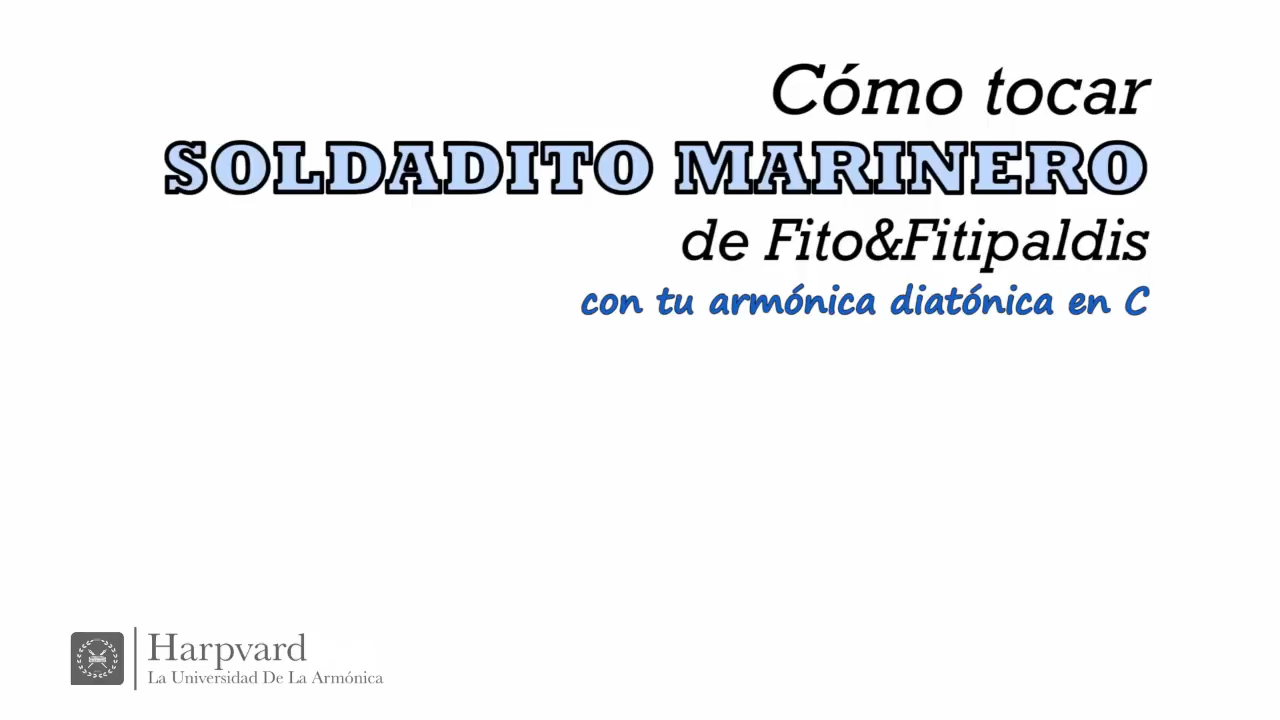 Cómo tocar
SOLDADITO MARINERO
de Fito&Fitipaldis
con tu armónica diatónica en C
Harpvard
La Universidad De La Armónica